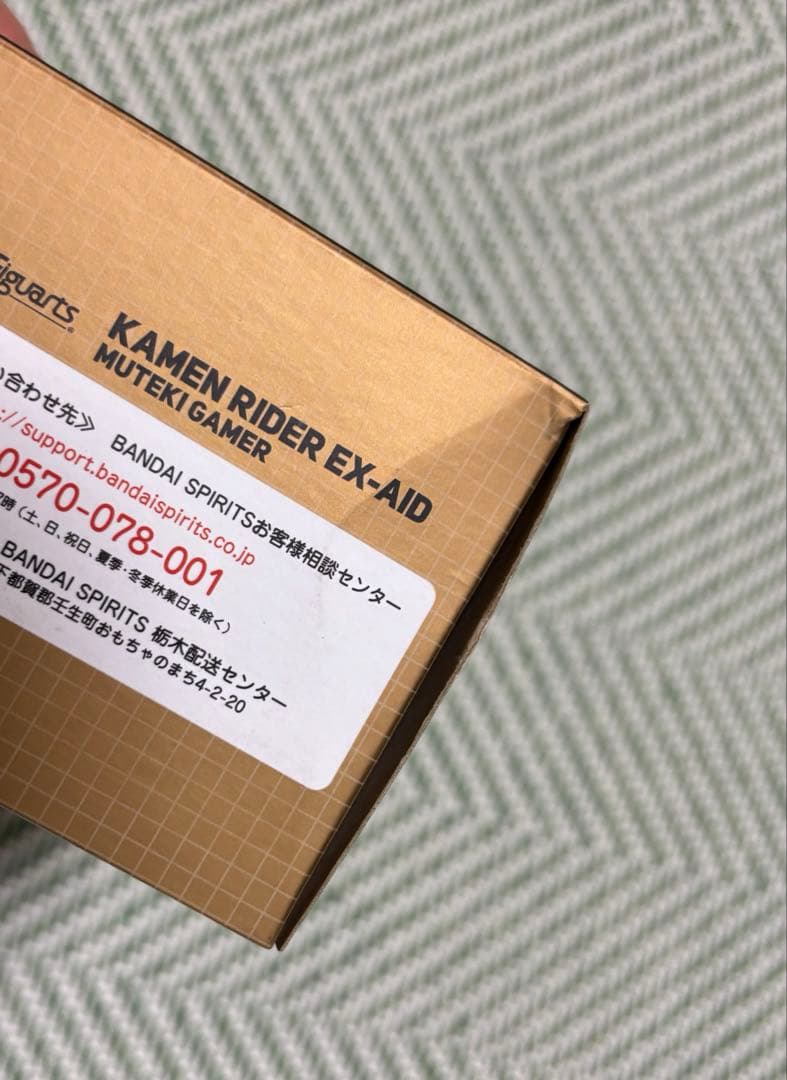 Figuarts
KAMEN RIDER EX-AID
MUTEKI GAMER
合わせ先≫ BANDAI SPIRITSお客様相談センター
://support.bandaispirits.co.jp
0570-078-001
時(土、日、祝日、夏季・冬季休業日を除く)
BANDAI SPIRITS 栃木配送センター
下都賀郡壬生町おもちゃのまち4-2-20